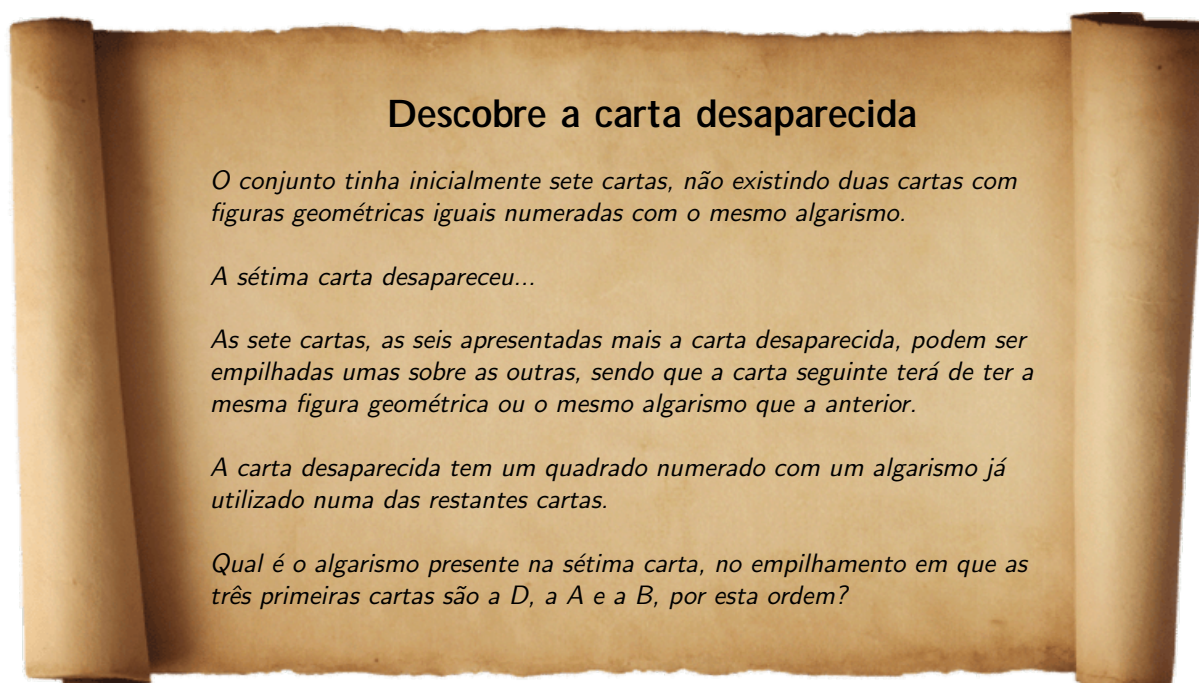 Descobre a carta desaparecida
O conjunto tinha inicialmente sete cartas, não existindo duas cartas com
figuras geométricas iguais numeradas com o mesmo algarismo.
A sétima carta desapareceu...
As sete cartas, as seis apresentadas mais a carta desaparecida, podem ser
empilhadas umas sobre as outras, sendo que a carta seguinte terá de ter a
mesma figura geométrica ou o mesmo algarismo que a anterior.
A carta desaparecida tem um quadrado numerado com um algarismo já
utilizado numa das restantes cartas.
Qual é o algarismo presente na sétima carta, no empilhamento em que as
três primeiras cartas são a D, a A e a B, por esta ordem?